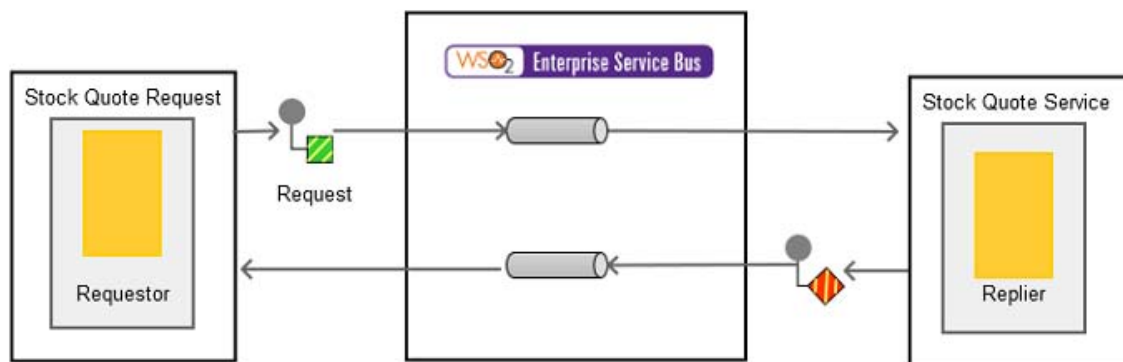 WSO2 Enterprise Service Bus
Stock Quote Request
Stock Quote Service
Request
Requestor
Replier